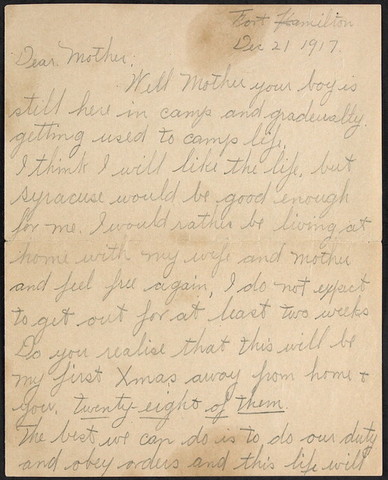 Fort Hamilton
Dec 21 1917.
Dear Mother.
Well Mother your boy is
still here in camp and gradeually
getting used to camp life.
I think I will like the life, but
Syracuse would be good enough
for me. I would rather be living at
home with my wife and mother
and feel free again, I do not expect
to get out for at least two weeks
Do you realise that this will be
my first Xmas away from home &
you. twenty-eight of them.
The best we can do is to do our duty
and obey orders and this life will